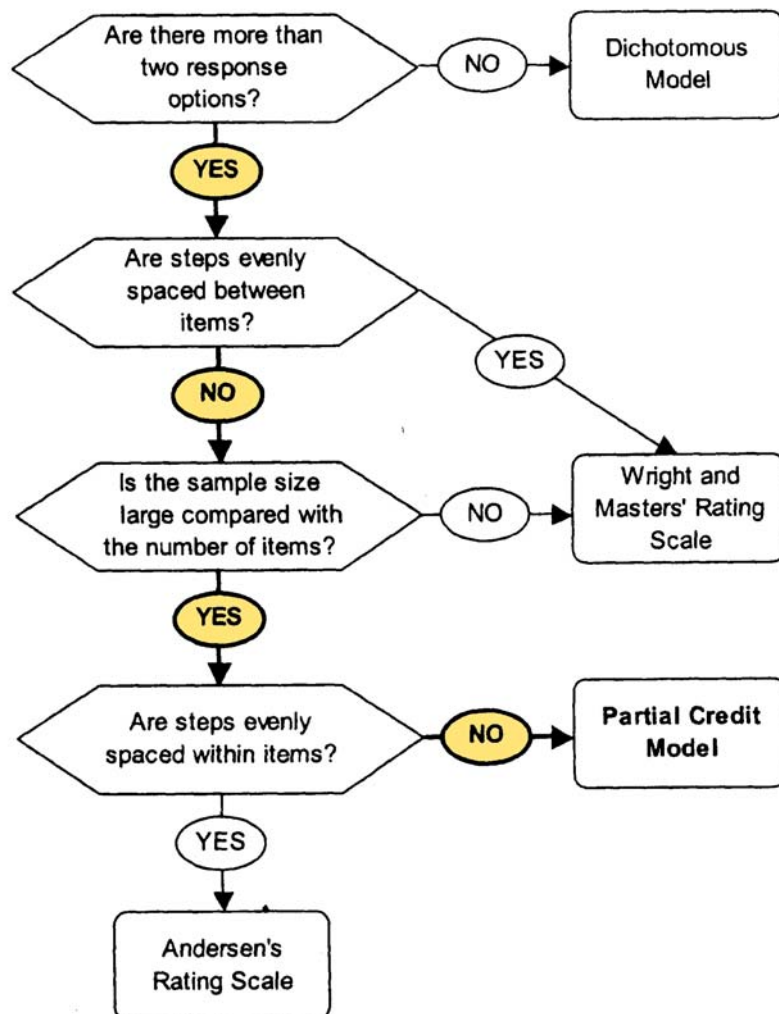 Are there more than
two response
options?
NO
Dichotomous
Model
YES
Are steps evenly
spaced between
items?
YES
NO
Is the sample size
large compared with
the number of items?
NO
Wright and
Masters' Rating
Scale
YES
Are steps evenly
spaced within items?
NO
Partial Credit
Model
YES
Andersen's
Rating Scale